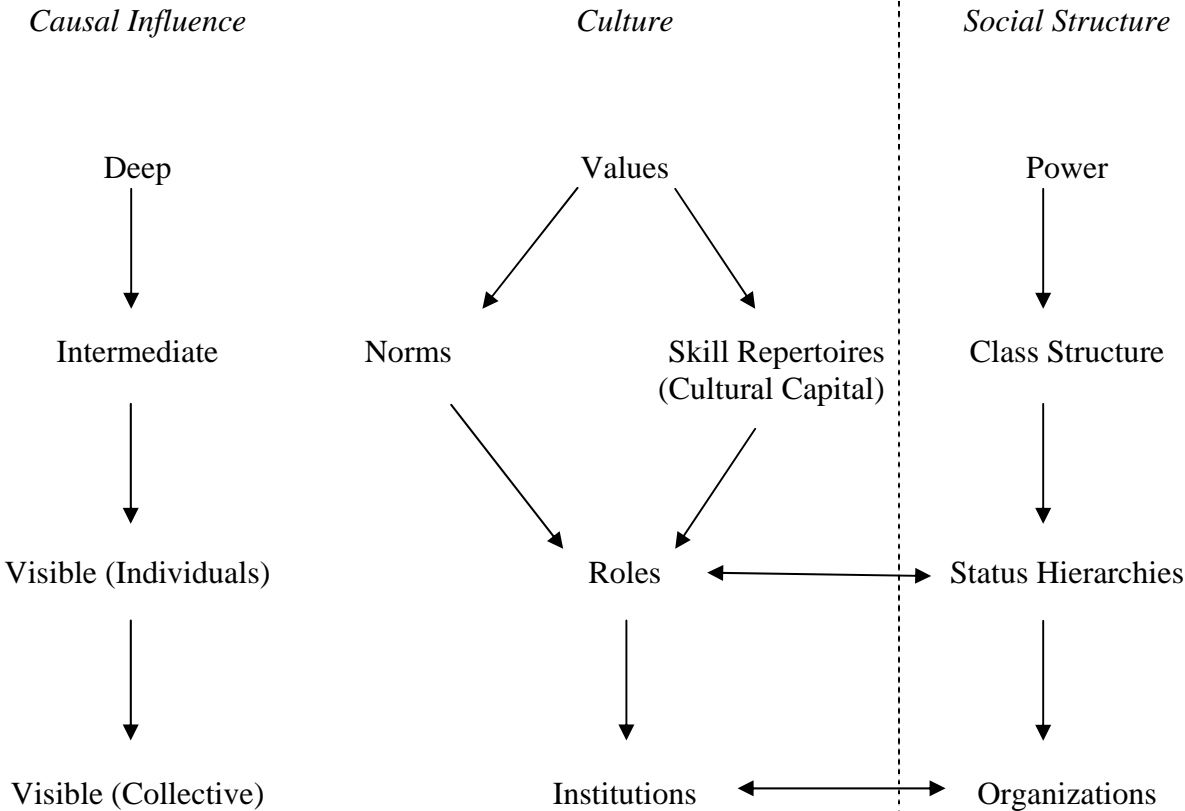 Causal Influence
Culture
Social Structure
Deep
Values
Power
Intermediate
Norms
Skill Repertoires
(Cultural Capital)
Class Structure
Visible (Individuals)
Roles
Status Hierarchies
Visible (Collective)
Institutions
Organizations